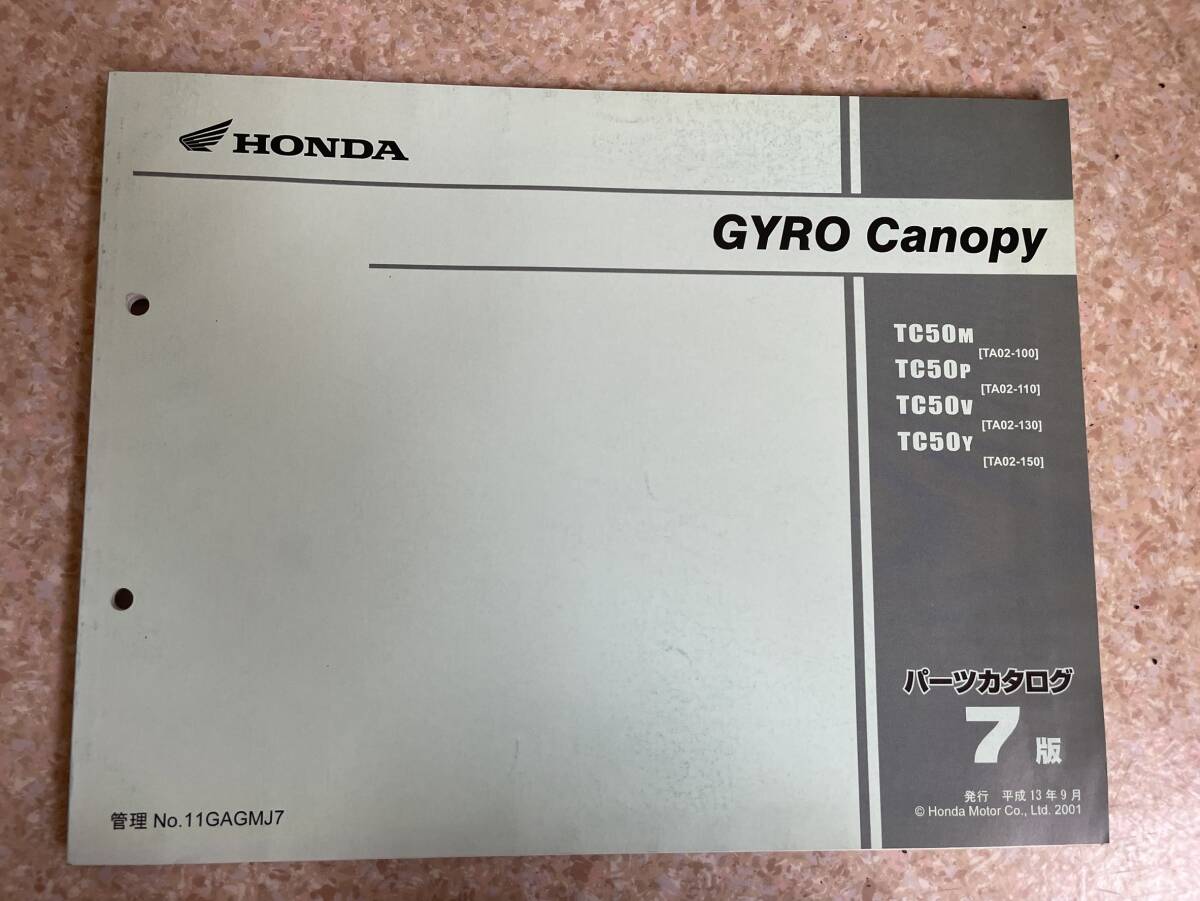 HONDA
GYRO Canopy
TC50M
[TA02-100]
TC50P
[TA02-110]
TC50V
[TA02-130]
TC50Y
[TA02-150]
パーツカタログ
7版
発行 平成13年9月
© Honda Motor Co., Ltd. 2001
管理 No.11GAGMJ7